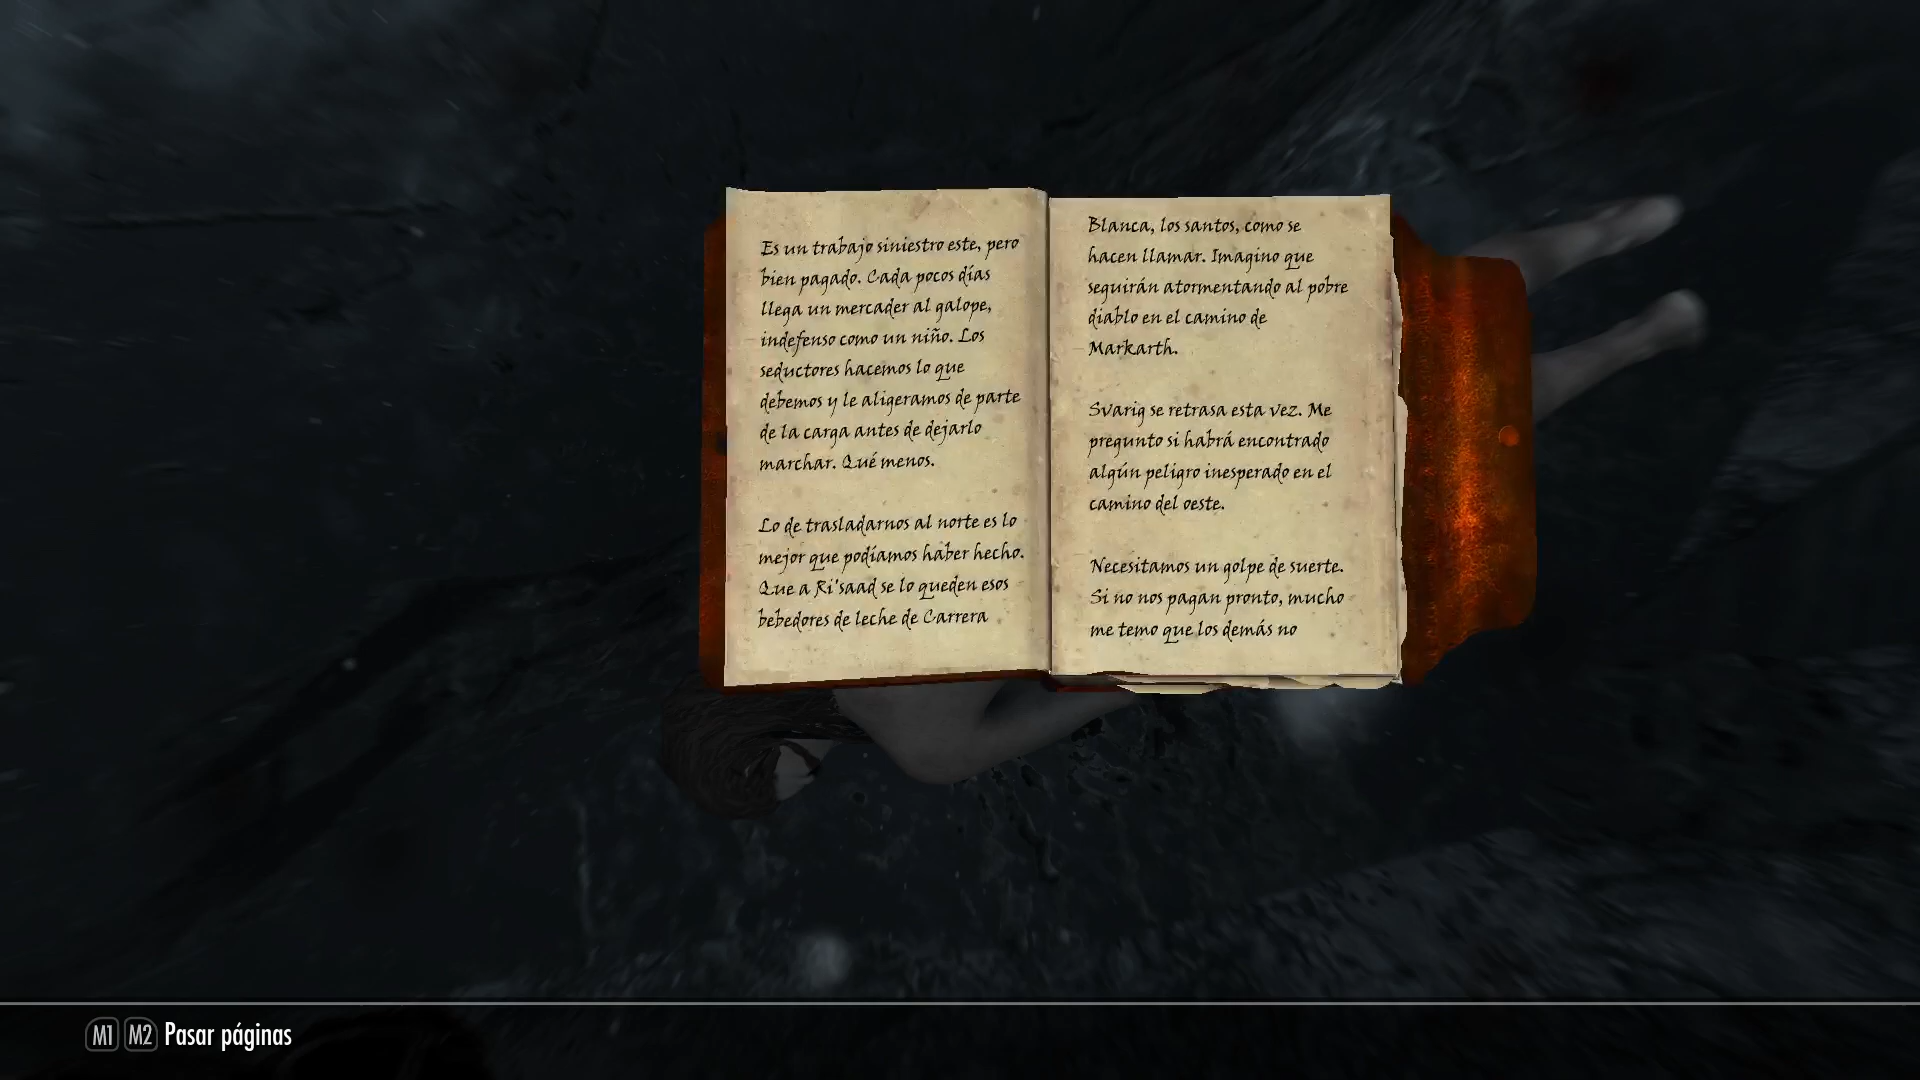 Es un trabajo siniestro este, pero
bien pagado. Cada pocos días
llega un mercader al galope,
indefenso como un niño. Los
seductores hacemos lo que
debemos y le aligeramos de parte
de la carga antes de dejarlo
marchar. Qué menos.
Lo de trasladarnos al norte es lo
mejor que podíamos haber hecho.
Que a Ri'saad se lo queden esos
bebedores de leche de Carrera
Blanca, los santos, como se
hacen llamar. Imagino que
seguirán atormentando al pobre
diablo en el camino de
Markarth.
Svarig se retrasa esta vez. Me
pregunto si habrá encontrado
algún peligro inesperado en el
camino del oeste.
Necesitamos un golpe de suerte.
Si no nos pagan pronto, mucho
me temo que los demás no
M1 M2 Pasar páginas